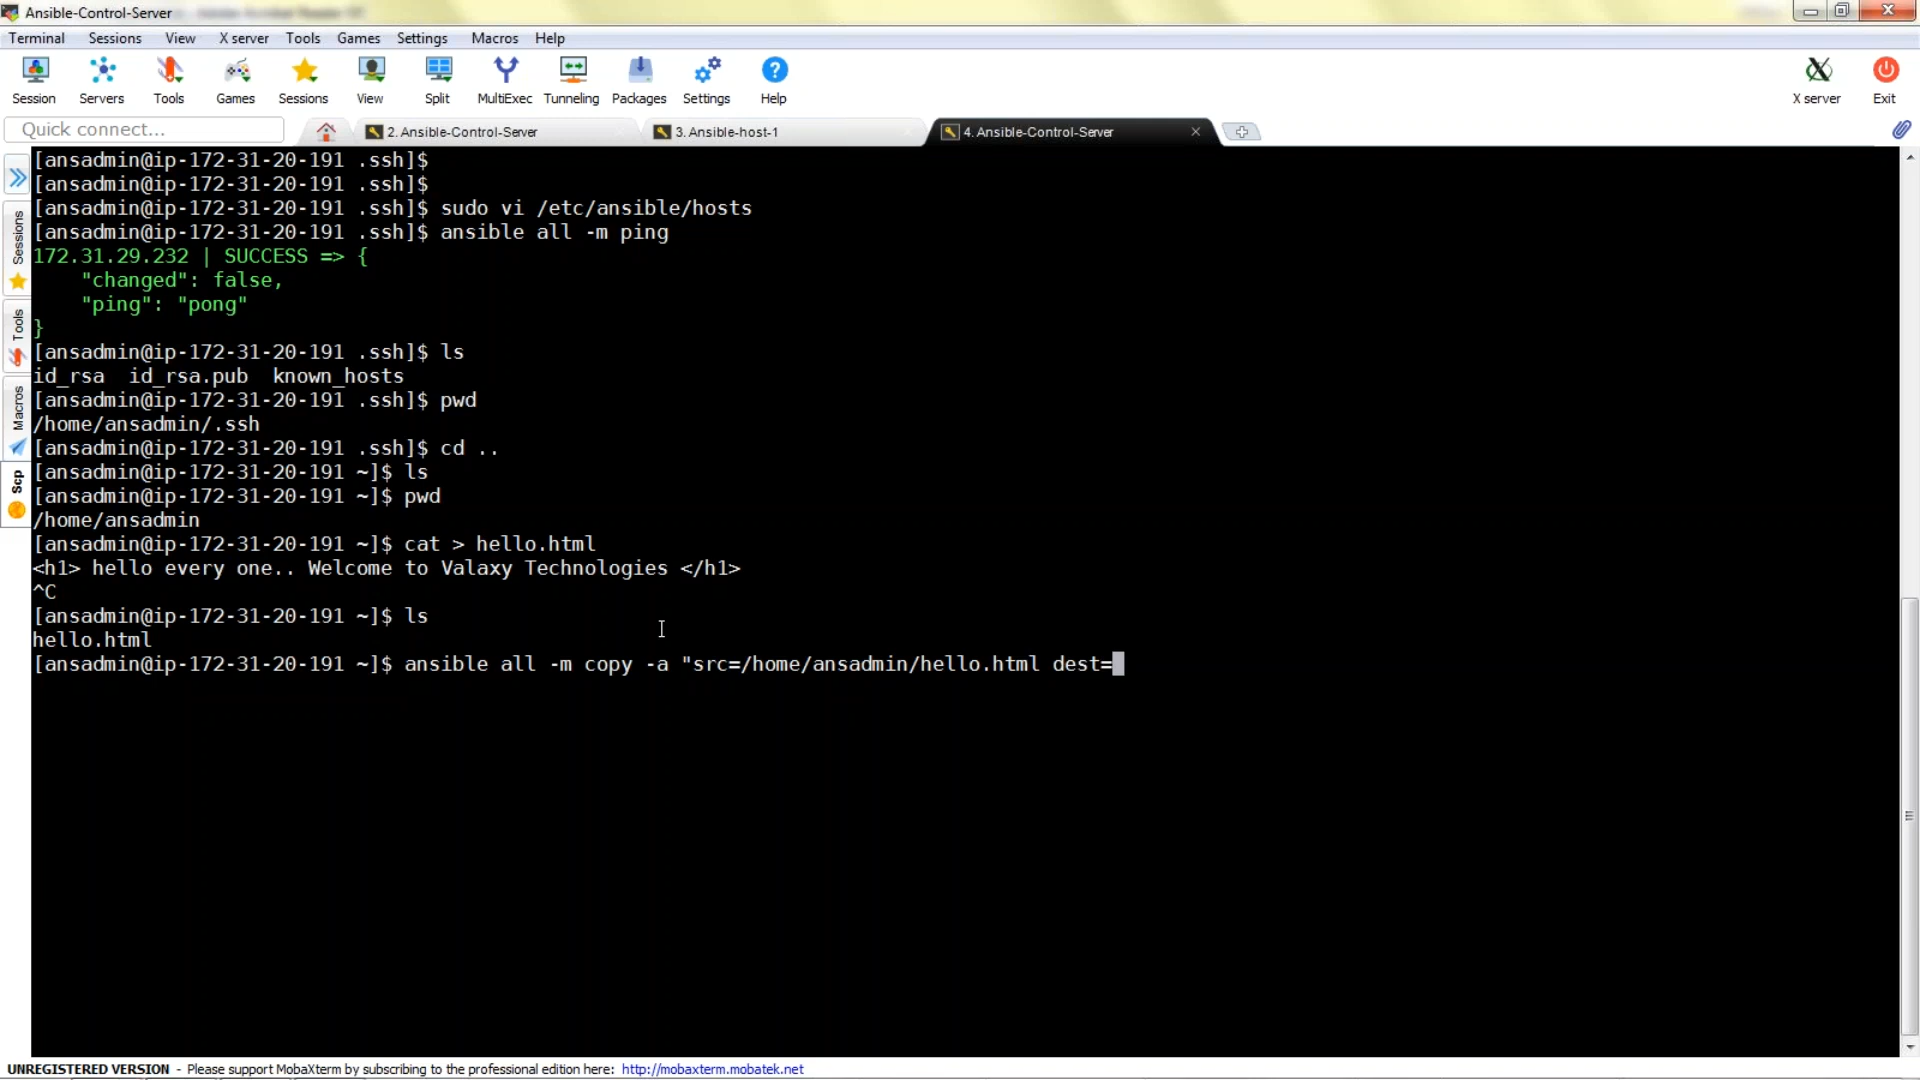 Ansible-Control-Server
Terminal Sessions View X server Tools Games Settings Macros Help
Session Servers Tools Games Sessions View Split MultiExec Tunneling Packages Settings Help X server Exit
Quick connect... 2. Ansible-Control-Server 3. Ansible-host-1 4. Ansible-Control-Server
Sessions
Tools
Macros
Scp
[ansadmin@ip-172-31-20-191 .ssh]$
[ansadmin@ip-172-31-20-191 .ssh]$
[ansadmin@ip-172-31-20-191 .ssh]$ sudo vi /etc/ansible/hosts
[ansadmin@ip-172-31-20-191 .ssh]$ ansible all -m ping
172.31.29.232 | SUCCESS => {
    "changed": false,
    "ping": "pong"
}
[ansadmin@ip-172-31-20-191 .ssh]$ ls
id_rsa  id_rsa.pub  known_hosts
[ansadmin@ip-172-31-20-191 .ssh]$ pwd
/home/ansadmin/.ssh
[ansadmin@ip-172-31-20-191 .ssh]$ cd ..
[ansadmin@ip-172-31-20-191 ~]$ ls
[ansadmin@ip-172-31-20-191 ~]$ pwd
/home/ansadmin
[ansadmin@ip-172-31-20-191 ~]$ cat > hello.html
<h1> hello every one.. Welcome to Valaxy Technologies </h1>
^C
[ansadmin@ip-172-31-20-191 ~]$ ls
hello.html
[ansadmin@ip-172-31-20-191 ~]$ ansible all -m copy -a "src=/home/ansadmin/hello.html dest=
UNREGISTERED VERSION - Please support MobaXterm by subscribing to the professional edition here: http://mobaxterm.mobatek.net